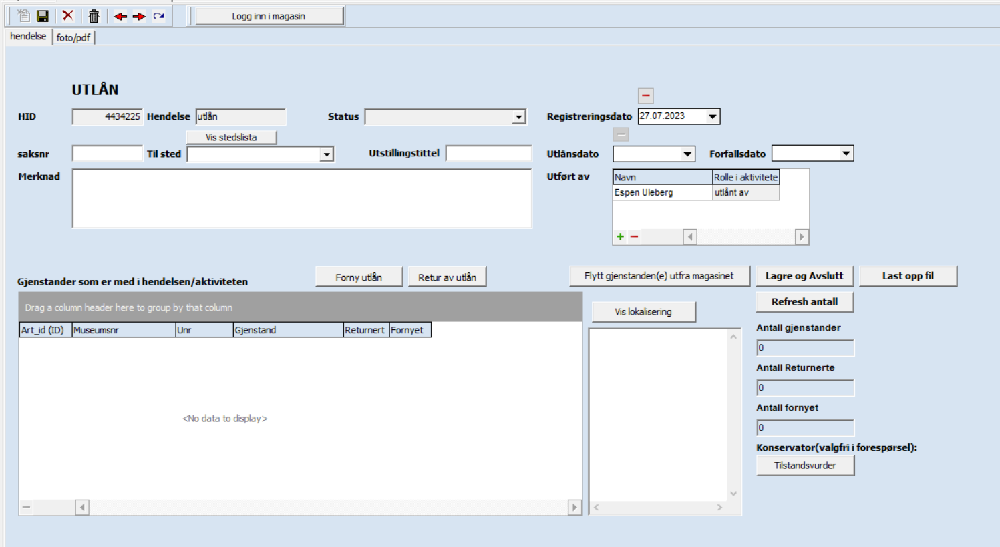 Logg inn i magasin
hendelse foto/pdf
UTLÅN
HID 4434225 Hendelse utlån Status Registreringsdato 27.07.2023
Vis stedslista
saksnr Til sted Utstillingstittel Utlånsdato Forfallsdato
Merknad Utført av Navn Rolle i aktivitete
Espen Uleberg utlånt av
Gjenstander som er med i hendelsen/aktiviteten Forny utlån Retur av utlån Flytt gjenstanden(e) utfra magasinet Lagre og Avslutt Last opp fil
Refresh antall
Drag a column header here to group by that column Vis lokalisering
Art_id (ID) Museumsnr Unr Gjenstand Returnert Fornyet
Antall gjenstander
0
Antall Returnerte
0
Antall fornyet
<No data to display> 0
Konservator(valgfri i forespørsel):
Tilstandsvurder